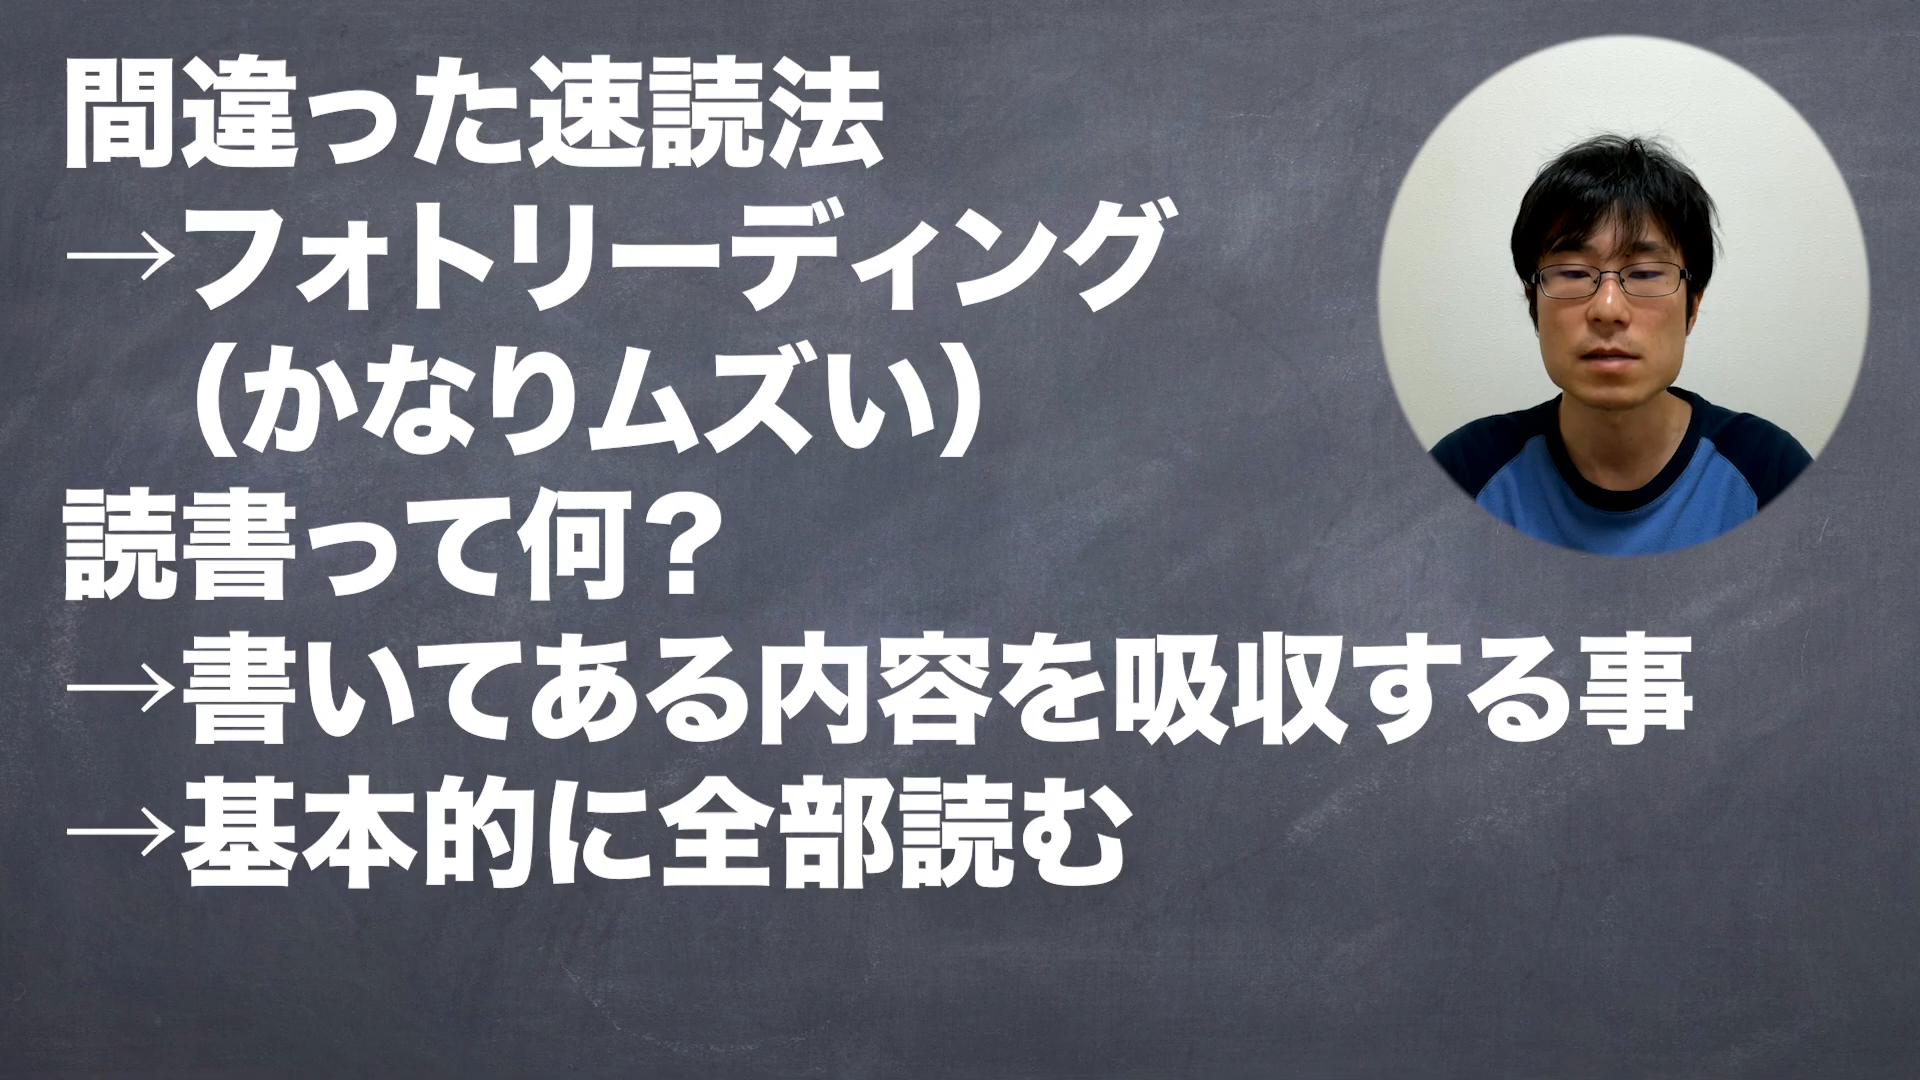 間違った速読法
→フォトリーディング
（かなりムズい）
読書って何？
→書いてある内容を吸収する事
→基本的に全部読む